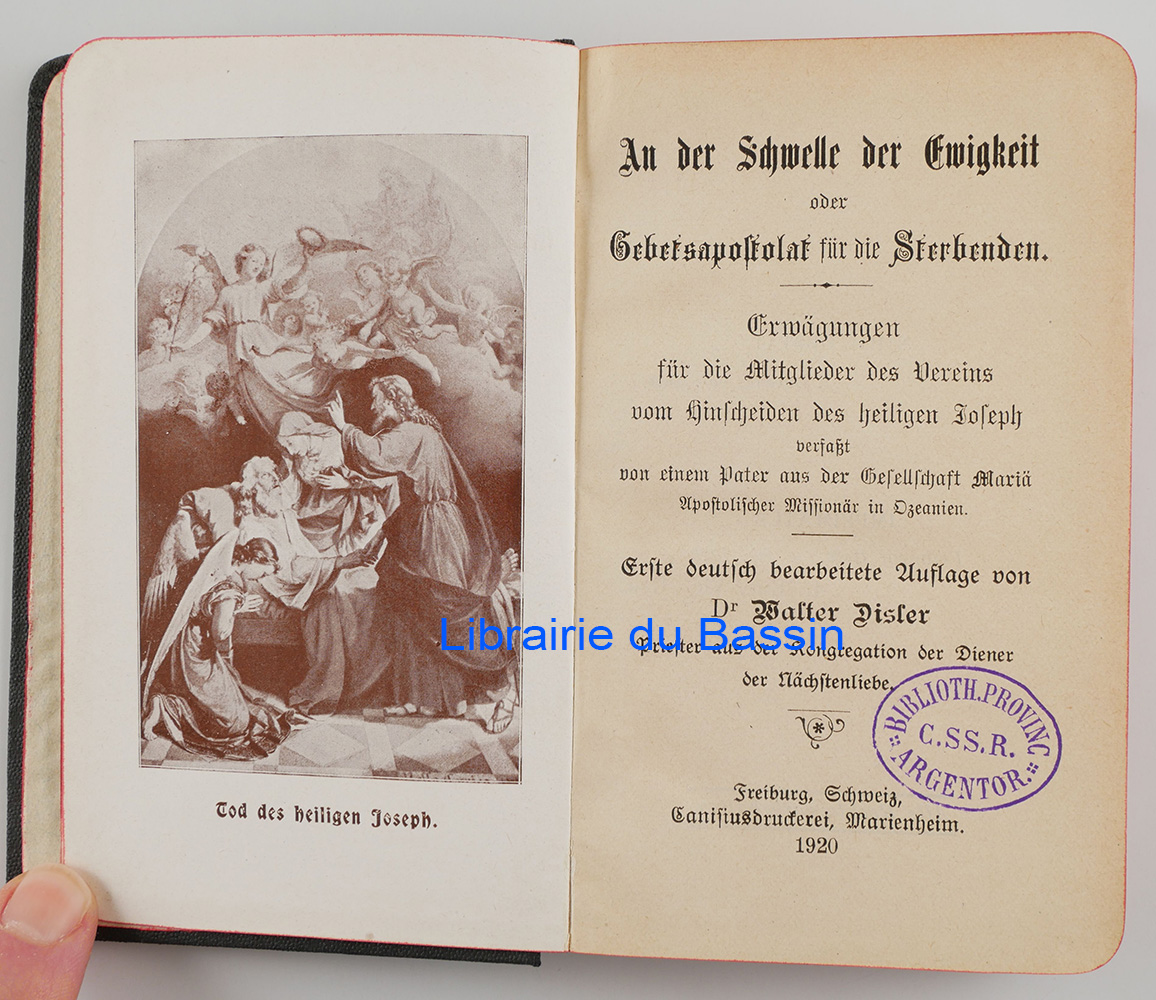 Tod des heiligen Joseph.
An der Schwelle der Ewigkeit
oder
Gebetsapostolat für die Sterbenden.
Erwägungen
für die Mitglieder des Vereins
vom Hinscheiden des heiligen Joseph
verfaßt
von einem Pater aus der Gesellschaft Mariä
Apostolischer Missionär in Ozeanien.
Erste deutsch bearbeitete Auflage von
Dr Walter Disler
Librairie du Bassin
Priester aus der Kongregation der Diener
der Nächstenliebe.
BIBLIOTH. PROVINC
C.SS.R.
ARGENTOR.
Freiburg, Schweiz,
Canisiusdruckerei, Marienheim.
1920